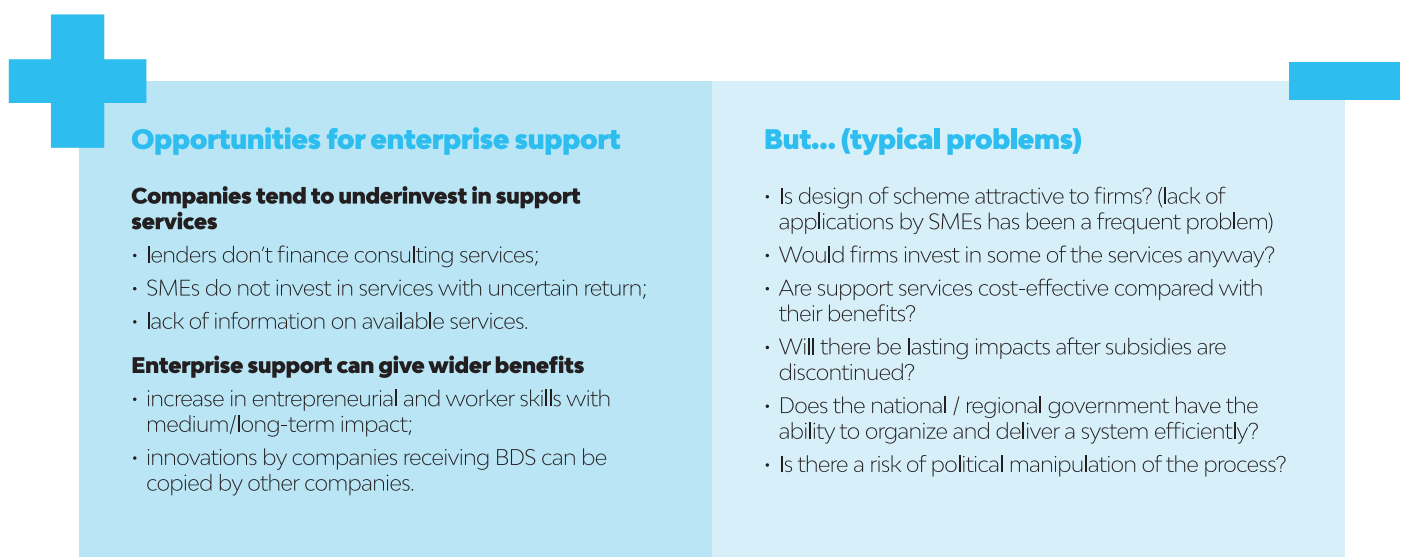 Opportunities for enterprise support
Companies tend to underinvest in support
services
• lenders don't finance consulting services;
• SMEs do not invest in services with uncertain return;
• lack of information on available services.
Enterprise support can give wider benefits
• increase in entrepreneurial and worker skills with
medium/long-term impact;
• innovations by companies receiving BDS can be
copied by other companies.
But... (typical problems)
• Is design of scheme attractive to firms? (lack of
applications by SMEs has been a frequent problem)
• Would firms invest in some of the services anyway?
• Are support services cost-effective compared with
their benefits?
• Will there be lasting impacts after subsidies are
discontinued?
• Does the national / regional government have the
ability to organize and deliver a system efficiently?
• Is there a risk of political manipulation of the process?